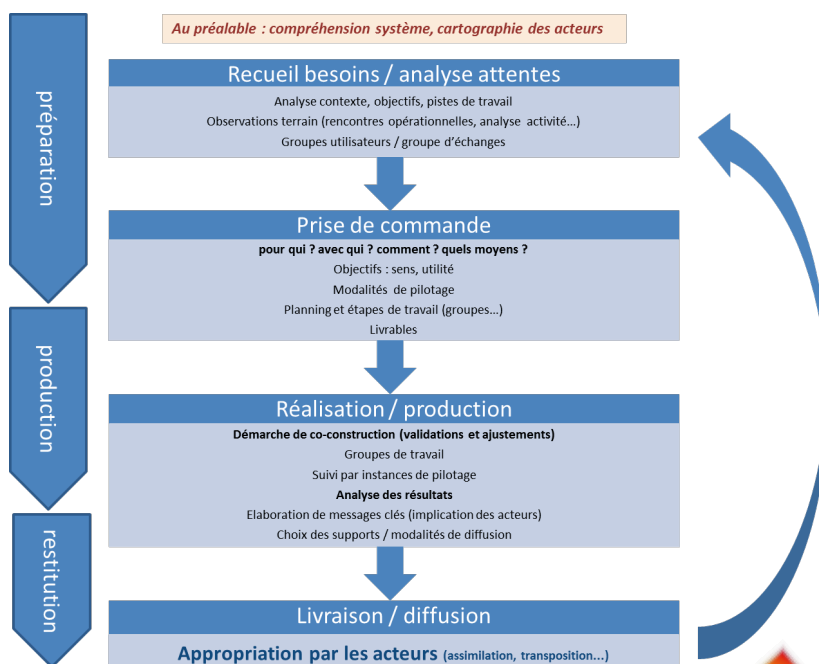 Au préalable : compréhension système, cartographie des acteurs
préparation
Recueil besoins / analyse attentes
Analyse contexte, objectifs, pistes de travail
Observations terrain (rencontres opérationnelles, analyse activité...)
Groupes utilisateurs / groupe d'échanges
Prise de commande
pour qui ? avec qui ? comment ? quels moyens ?
Objectifs : sens, utilité
Modalités de pilotage
Planning et étapes de travail (groupes...)
Livrables
production
Réalisation / production
Démarche de co-construction (validations et ajustements)
Groupes de travail
Suivi par instances de pilotage
Analyse des résultats
Elaboration de messages clés (implication des acteurs)
Choix des supports / modalités de diffusion
restitution
Livraison / diffusion
Appropriation par les acteurs (assimilation, transposition...)